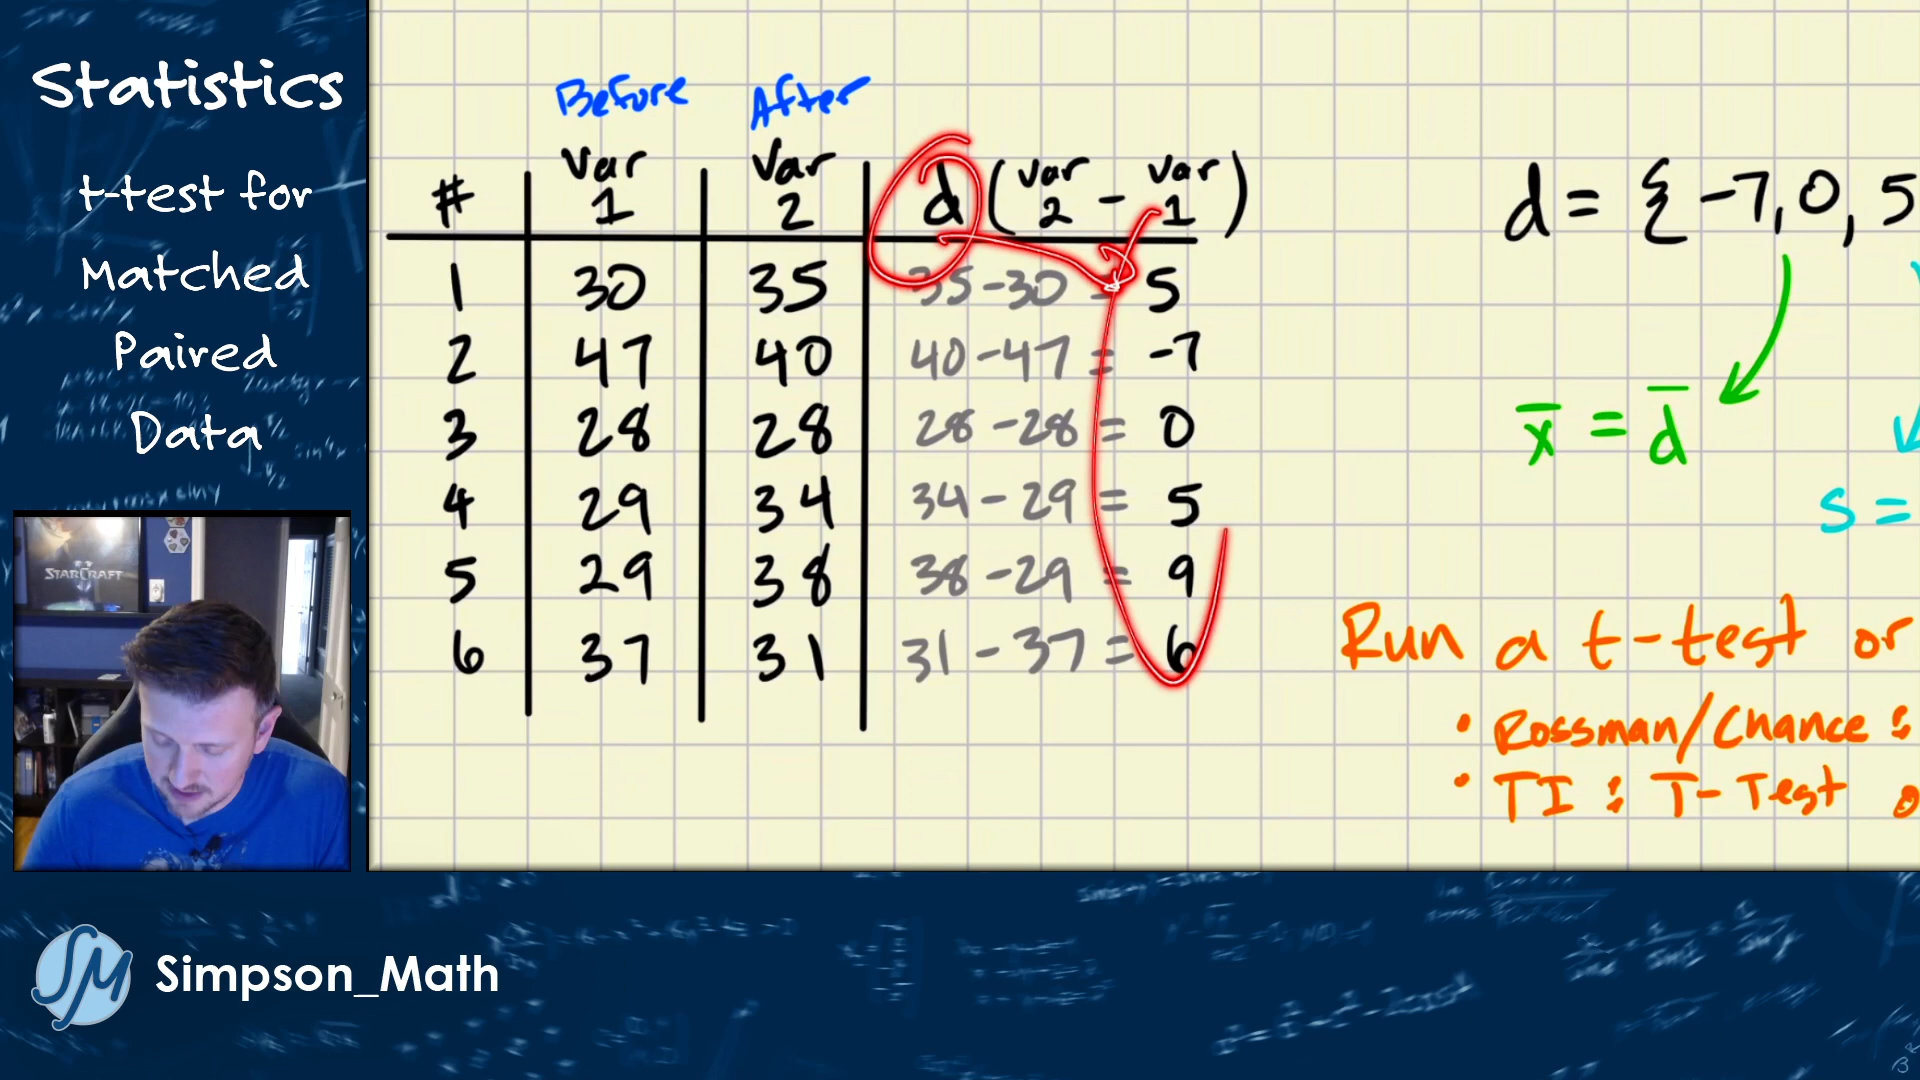 Statistics
t-test for
Matched
Paired
Data
Before After
# Var 1 Var 2 d (var 2 - var 1)
1 30 35 35-30 = 5
2 47 40 40-47 = -7
3 28 28 28-28 = 0
4 29 34 34-29 = 5
5 29 38 38-29 = 9
6 37 31 31-37 = 6
d = { -7, 0, 5
x̄ = d̄
s =
Run a t-test or
• Rossman/Chance :
• TI : T-Test
STARCRAFT
SM
Simpson_Math